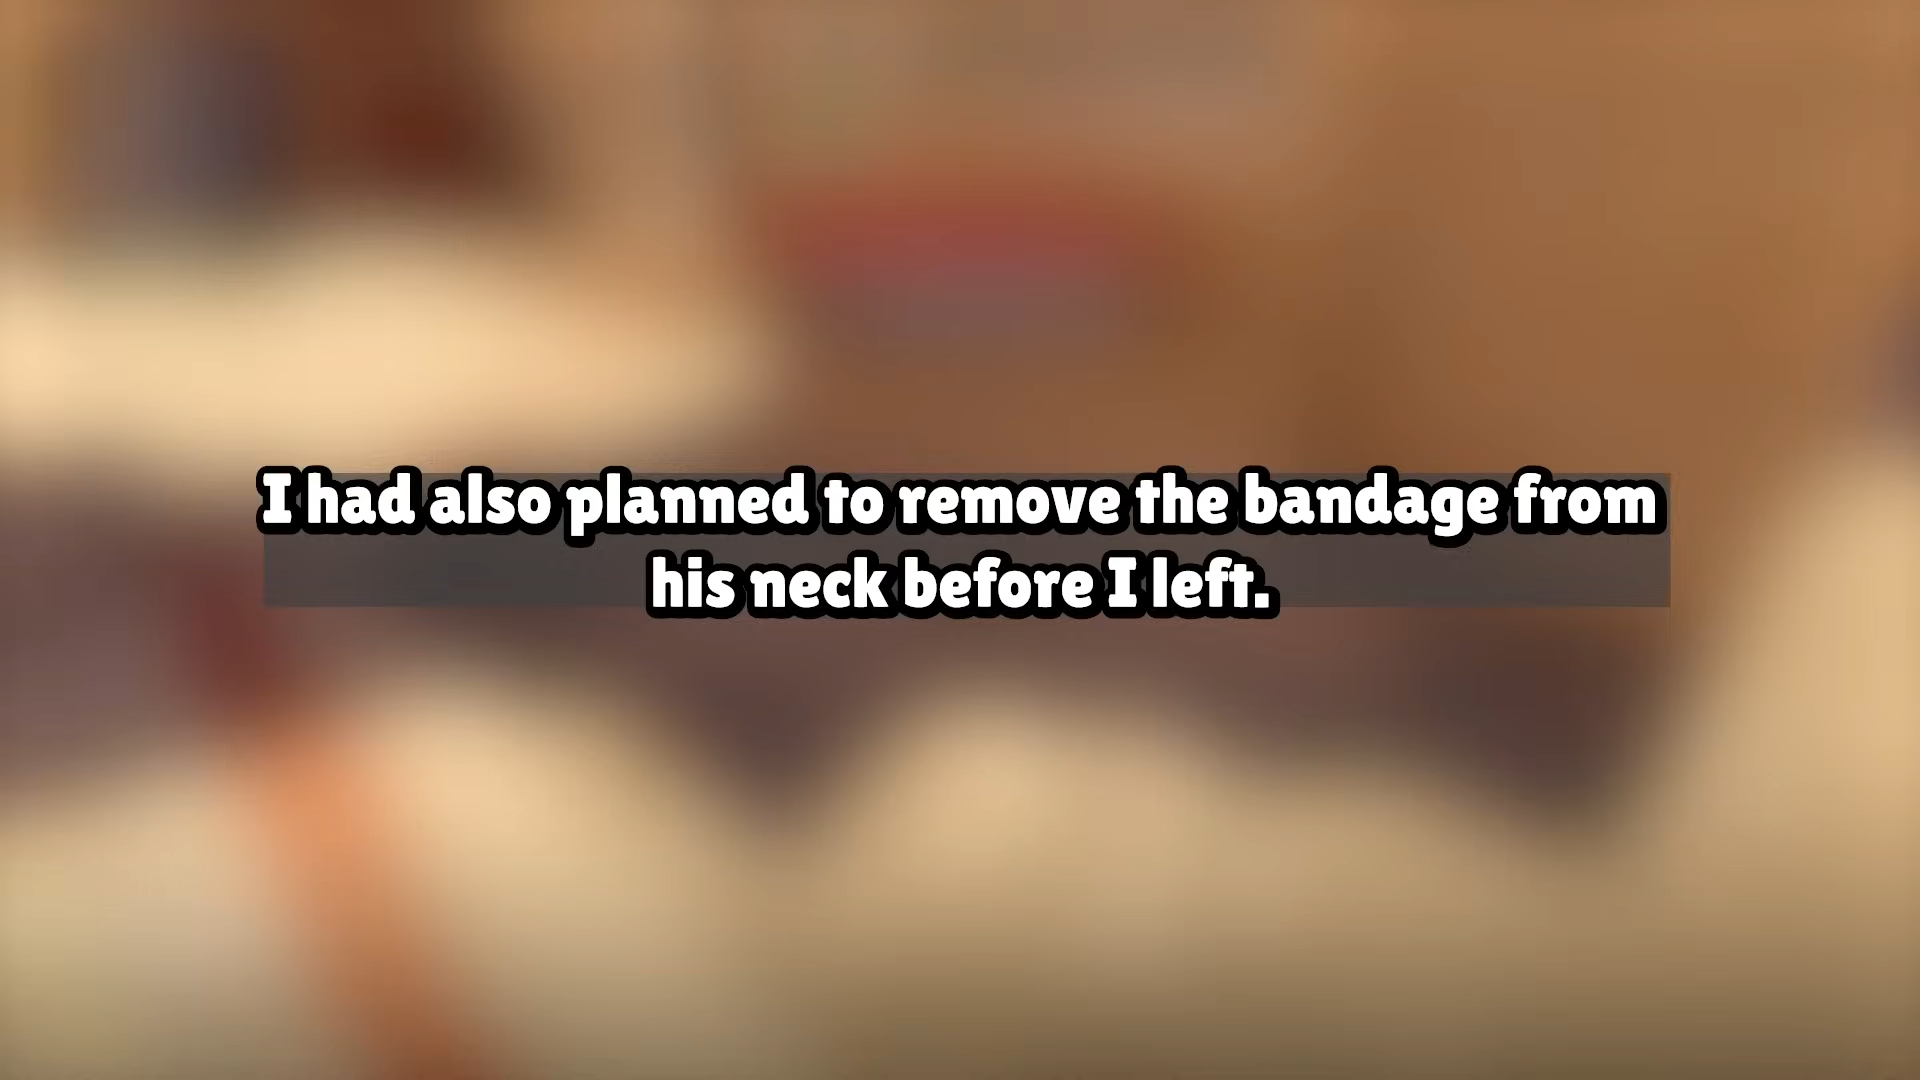 I had also planned to remove the bandage from
his neck before I left.